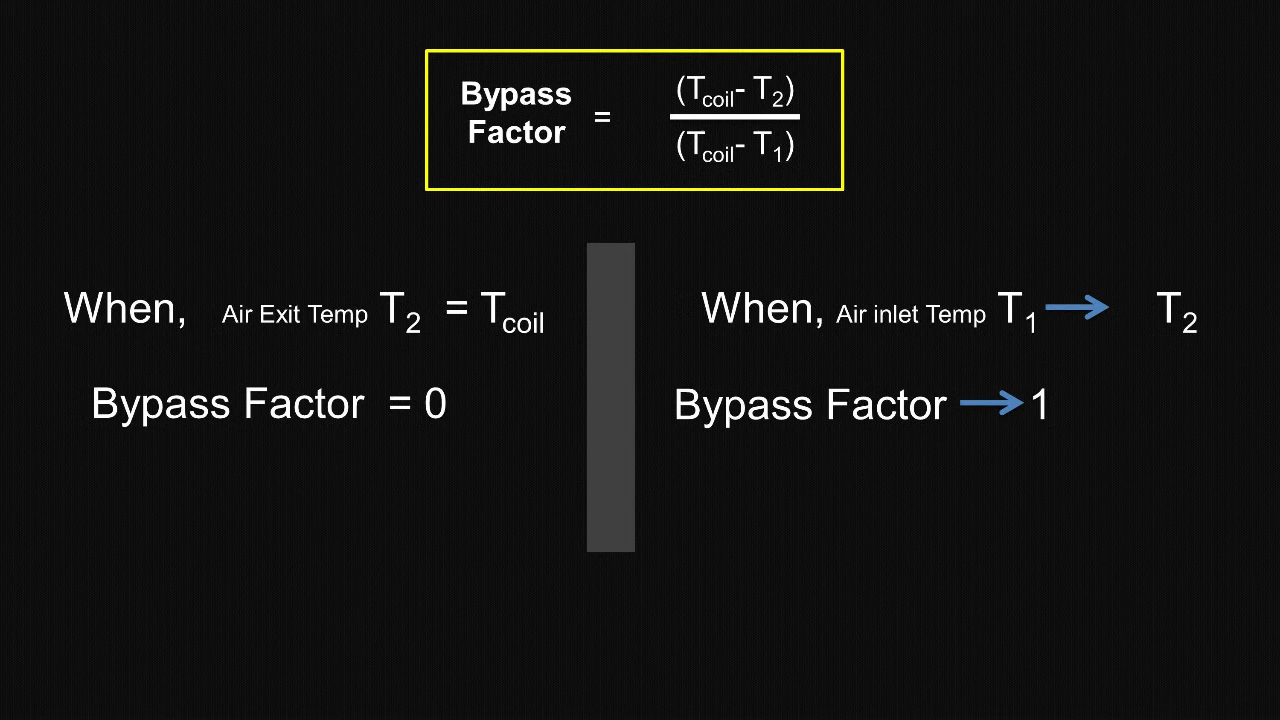 Bypass Factor = (Tcoil- T2) / (Tcoil- T1)
When, Air Exit Temp T2 = Tcoil
Bypass Factor = 0
When, Air inlet Temp T1 → T2
Bypass Factor → 1